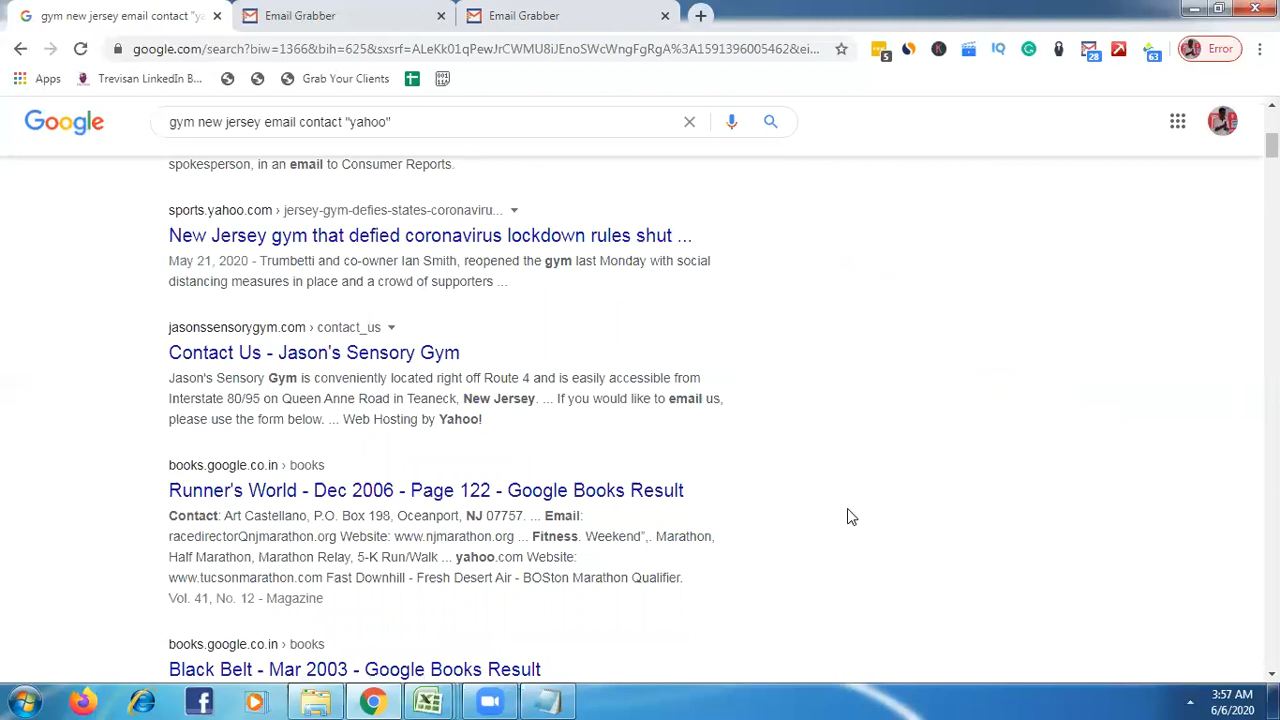 gym new jersey email contact "y
Email Grabber
Email Grabber
google.com/search?biw=1366&bih=625&sxsrf=ALeKk01qPewTnCWMU8iJEnoSWcWngFgRgA%3A1591396005462&ei...
5
IQ
28
63
Error
Apps
Trevisan LinkedIn B...
Grab Your Clients
Google
gym new jersey email contact "yahoo"
spokesperson, in an email to Consumer Reports.
sports.yahoo.com › jersey-gym-defies-states-coronaviru...
New Jersey gym that defied coronavirus lockdown rules shut ...
May 21, 2020 - Trumbetti and co-owner Ian Smith, reopened the gym last Monday with social
distancing measures in place and a crowd of supporters ...
jasonssensorygym.com › contact_us
Contact Us - Jason's Sensory Gym
Jason's Sensory Gym is conveniently located right off Route 4 and is easily accessible from
Interstate 80/95 on Queen Anne Road in Teaneck, New Jersey. ... If you would like to email us,
please use the form below. ... Web Hosting by Yahoo!
books.google.co.in › books
Runner's World - Dec 2006 - Page 122 - Google Books Result
Contact: Art Castellano, P.O. Box 198, Oceanport, NJ 07757. ... Email:
racedirectorQnjmarathon.org Website: www.njmarathon.org ... Fitness. Weekend”,. Marathon,
Half Marathon, Marathon Relay, 5-K Run/Walk ... yahoo.com Website:
www.tucsonmarathon.com Fast Downhill - Fresh Desert Air - BOSton Marathon Qualifier.
Vol. 41, No. 12 - Magazine
books.google.co.in › books
Black Belt - Mar 2003 - Google Books Result
3:57 AM
6/6/2020